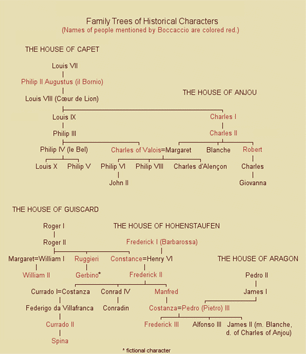 Family Trees of Historical Characters
(Names of people mentioned by Boccaccio are colored red.)
THE HOUSE OF CAPET
Louis VII
Philip II Augustus (il Bornio)
Louis VIII (Cœur de Lion)
THE HOUSE OF ANJOU
Louis IX Charles I
Philip III Charles II
Philip IV (le Bel) Charles of Valois=Margaret Blanche Robert
Louis X Philip V Philip VI Philip VIII Charles d'Alençon Charles
John II Giovanna
THE HOUSE OF GUISCARD
Roger I
Roger II
THE HOUSE OF HOHENSTAUFEN
Frederick I (Barbarossa)
Margaret=William I Ruggieri Constance=Henry VI
William II Gerbino* Frederick II
THE HOUSE OF ARAGON
Pedro II
Currado I=Costanza Conrad IV Manfred James I
Federigo da Villafranca Conradin Costanza=Pedro (Pietro) III
Currado II Frederick III Alfonso III James II (m. Blanche,
d. of Charles of Anjou)
Spina
* fictional character